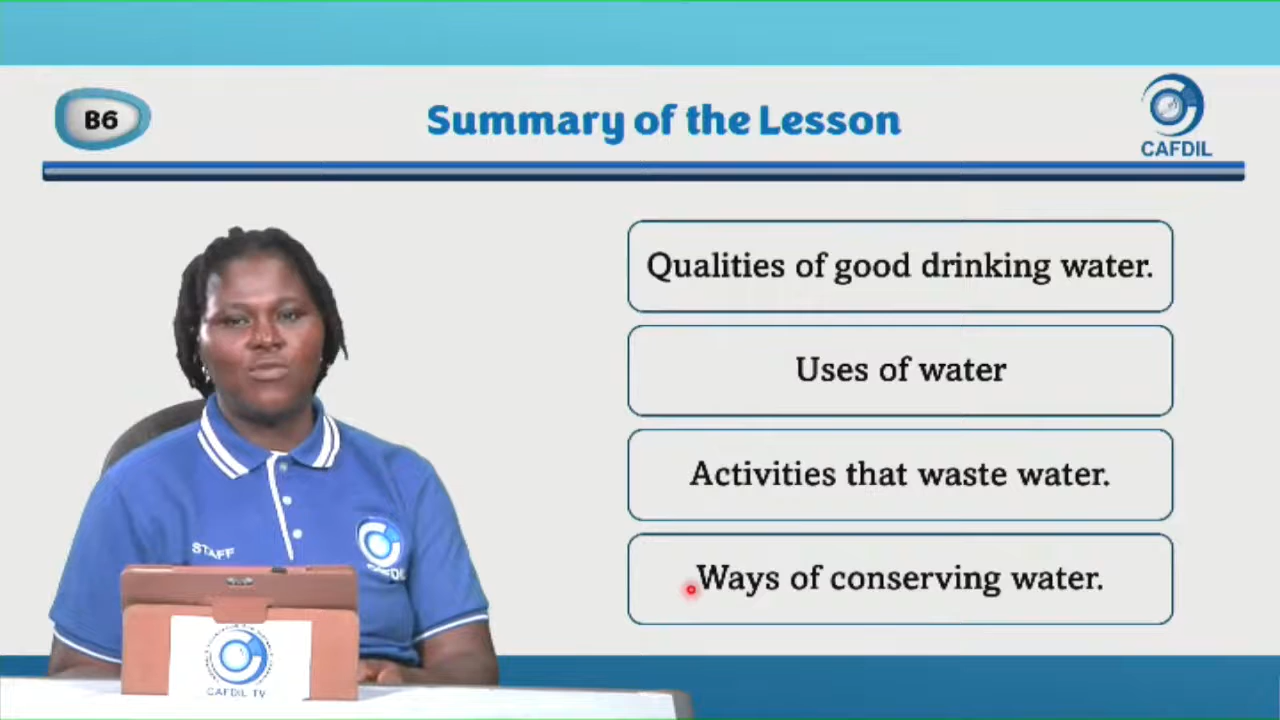 B6
Summary of the Lesson
CAFDIL
Qualities of good drinking water.
Uses of water
Activities that waste water.
Ways of conserving water.
STAFF
CAFDIL TV